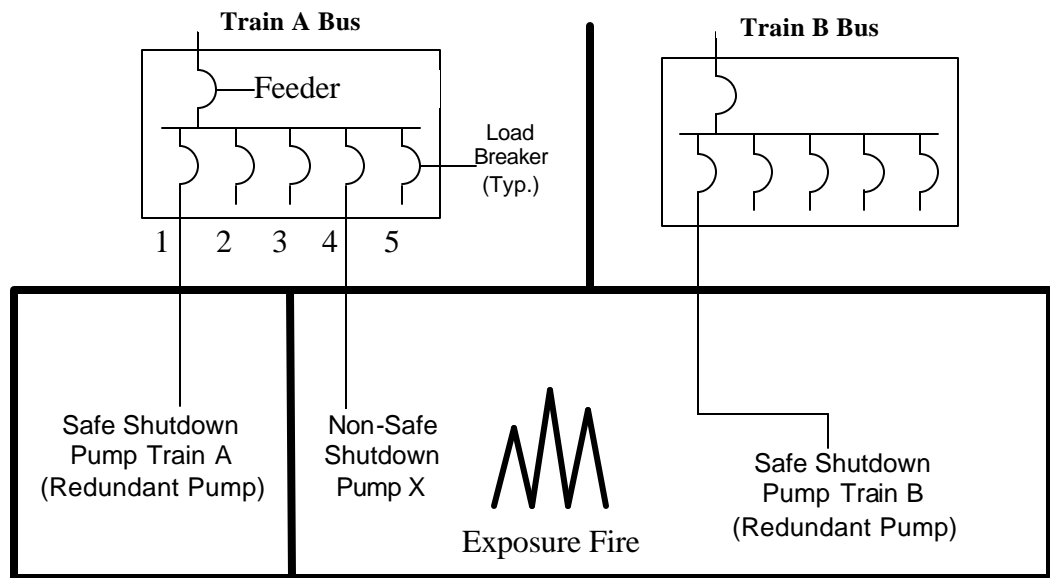 Train A Bus
Train B Bus
Feeder
Load
Breaker
(Typ.)
1 2 3 4 5
Safe Shutdown
Pump Train A
(Redundant Pump)
Non-Safe
Shutdown
Pump X
Exposure Fire
Safe Shutdown
Pump Train B
(Redundant Pump)